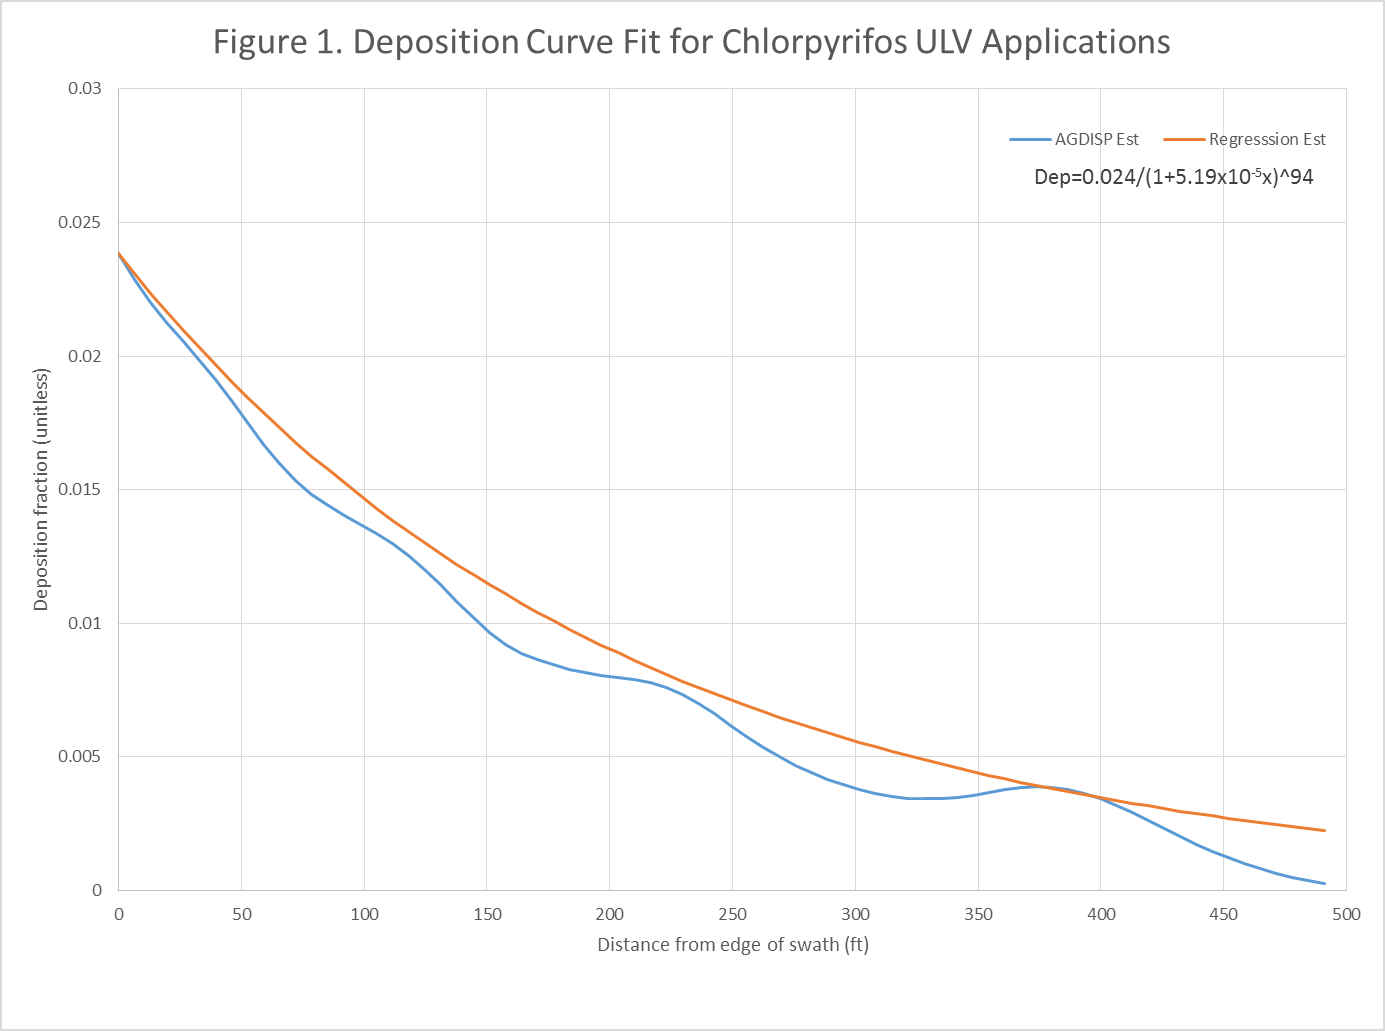 Figure 1. Deposition Curve Fit for Chlorpyrifos ULV Applications
0.03
AGDISP Est Regresssion Est
Dep=0.024/(1+5.19x10⁻⁵x)^94
0.025
0.02
Deposition fraction (unitless)
0.015
0.01
0.005
0
0 50 100 150 200 250 300 350 400 450 500
Distance from edge of swath (ft)